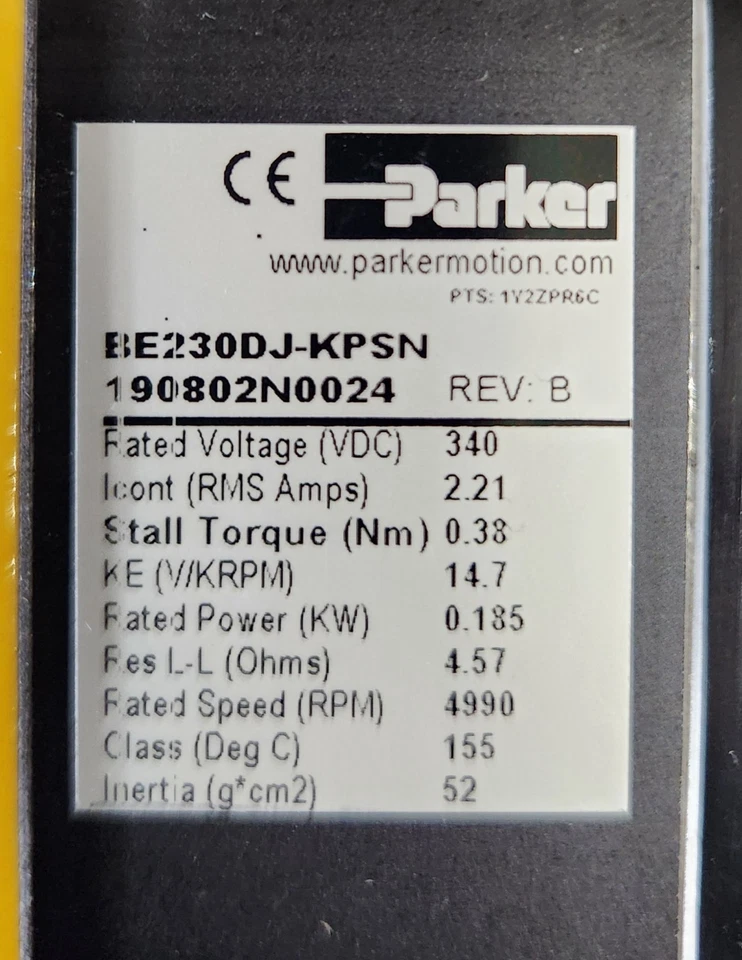 CE Parker
www.parkermotion.com
PTS: 1Y2ZPR6C
BE230DJ-KPSN
190802N0024 REV: B
Rated Voltage (VDC) 340
Icont (RMS Amps) 2.21
Stall Torque (Nm) 0.38
KE (V/KRPM) 14.7
Rated Power (KW) 0.185
Res L-L (Ohms) 4.57
Rated Speed (RPM) 4990
Class (Deg C) 155
Inertia (g*cm2) 52